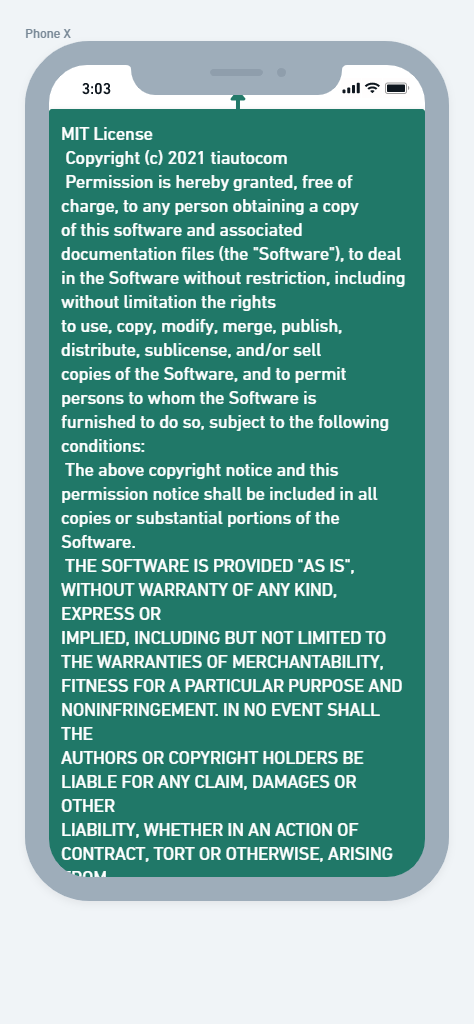 Phone X
3:03
MIT License
Copyright (c) 2021 tiautocom
Permission is hereby granted, free of
charge, to any person obtaining a copy
of this software and associated
documentation files (the "Software"), to deal
in the Software without restriction, including
without limitation the rights
to use, copy, modify, merge, publish,
distribute, sublicense, and/or sell
copies of the Software, and to permit
persons to whom the Software is
furnished to do so, subject to the following
conditions:
The above copyright notice and this
permission notice shall be included in all
copies or substantial portions of the
Software.
THE SOFTWARE IS PROVIDED "AS IS",
WITHOUT WARRANTY OF ANY KIND,
EXPRESS OR
IMPLIED, INCLUDING BUT NOT LIMITED TO
THE WARRANTIES OF MERCHANTABILITY,
FITNESS FOR A PARTICULAR PURPOSE AND
NONINFRINGEMENT. IN NO EVENT SHALL
THE
AUTHORS OR COPYRIGHT HOLDERS BE
LIABLE FOR ANY CLAIM, DAMAGES OR
OTHER
LIABILITY, WHETHER IN AN ACTION OF
CONTRACT, TORT OR OTHERWISE, ARISING